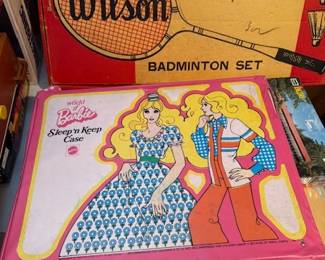 Wilson
BADMINTON SET
world of
Barbie
Sleep'n Keep
Case